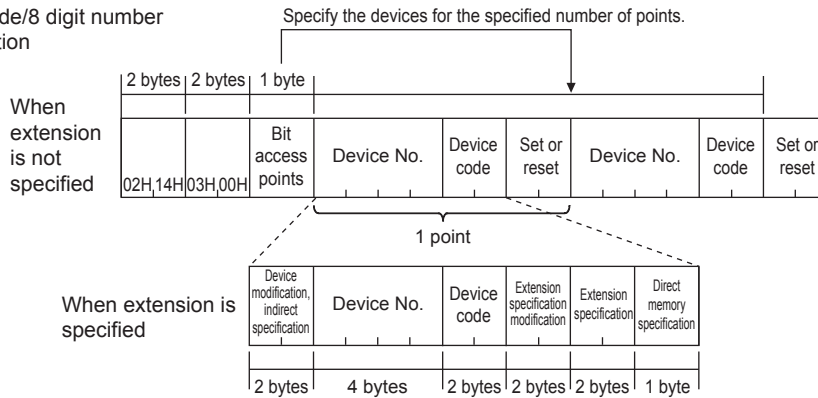 de/8 digit number
tion
Specify the devices for the specified number of points.
2 bytes 2 bytes 1 byte
When
extension
is not
specified
02H,14H 03H,00H
Bit
access
points
Device No.
Device
code
Set or
reset
Device No.
Device
code
Set or
reset
1 point
When extension is
specified
Device
modification,
indirect
specification
Device No.
Device
code
Extension
specification
modification
Extension
specification
Direct
memory
specification
2 bytes 4 bytes 2 bytes 2 bytes 2 bytes 1 byte